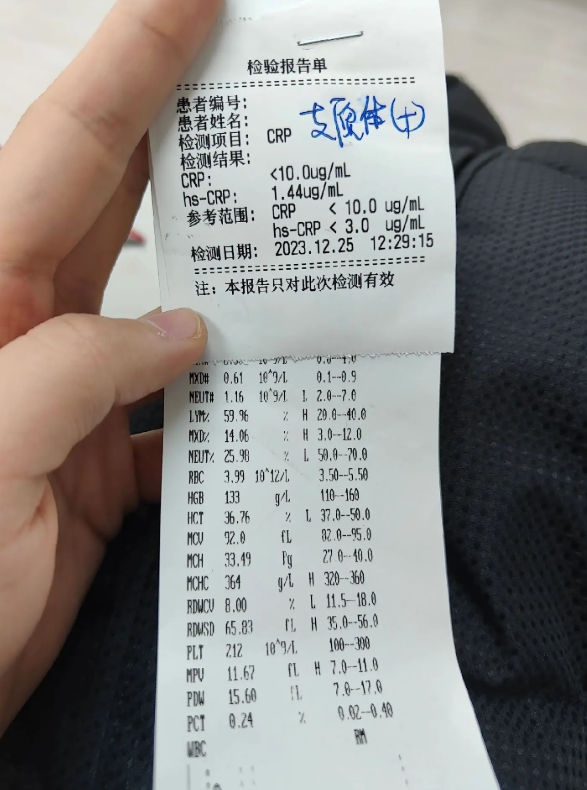 检验报告单
患者编号:
患者姓名:
支原体(+)
检测项目: CRP
检测结果:
CRP: <10.0ug/mL
hs-CRP: 1.44ug/mL
参考范围: CRP < 10.0 ug/mL
hs-CRP < 3.0 ug/mL
检测日期: 2023.12.25 12:29:15
注: 本报告只对此次检测有效
MXD# 0.61 10^9/L 0.1--0.9
NEUT# 1.16 10^9/L L 2.0--7.0
LYM% 59.96 % H 20.0--40.0
MXD% 14.06 % H 3.0--12.0
NEUT% 25.98 % L 50.0--70.0
RBC 3.99 10^12/L 3.50--5.50
HGB 133 g/L 110--160
HCT 36.76 % L 37.0--50.0
MCV 92.0 fL 82.0--95.0
MCH 33.49 Pg 27.0--40.0
MCHC 364 g/L H 320--360
RDWCV 8.00 % L 11.5--18.0
RDWSD 65.83 fL H 35.0--56.0
PLT 212 10^9/L 100--300
MPV 11.67 fL H 7.0--11.0
PDW 15.60 fL 7.0--17.0
PCT 0.24 % 0.02--0.40
WBC RM